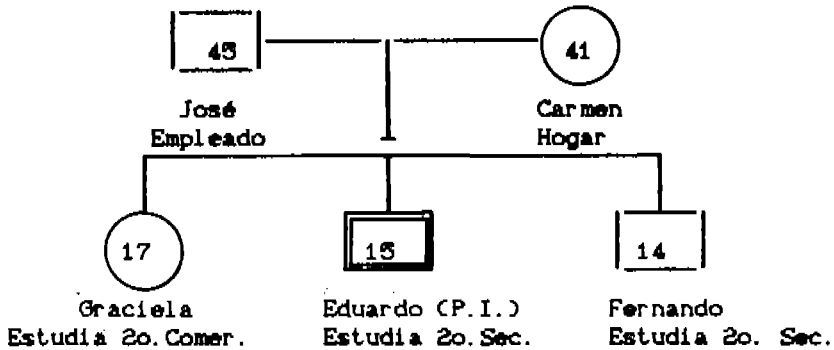 45 41
José Carmen
Empleado Hogar
17 15 14
Graciela Eduardo (P.I.) Fernando
Estudia 2o. Comer. Estudia 2o. Sec. Estudia 2o. Sec.